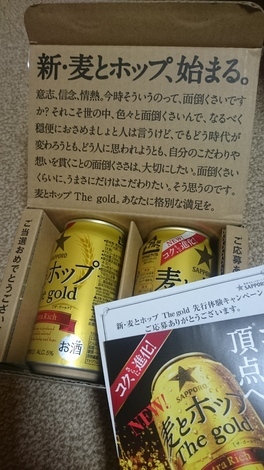 新・麦とホップ、始まる。
意志、信念、情熱。今時そういうのって、面倒くさいです
か？それこそ世の中、色々と面倒くさいんで、なるべく
穏便におさめましょと人は言うけど、でもどう時代が
変わろうとも、どう人に思われようとも、自分のこだわりや
想いを貫くことの面倒くささは、大切にしたい。面倒くさい
くらいに、うまさにだけはこだわりたい。そう思うのです。
麦とホップ The gold、あなたに格別な満足を。
ご当選おめでとうござい
ご応募
ホップ
The gold
お酒
麦と
コク、進化!
SAPPORO
新・麦とホップ The gold 先行体験キャンペーン
ご応募ありがとうございます。
コク、進化!
頂点へ
NEW!
SAPPORO
麦とホップ
The gold